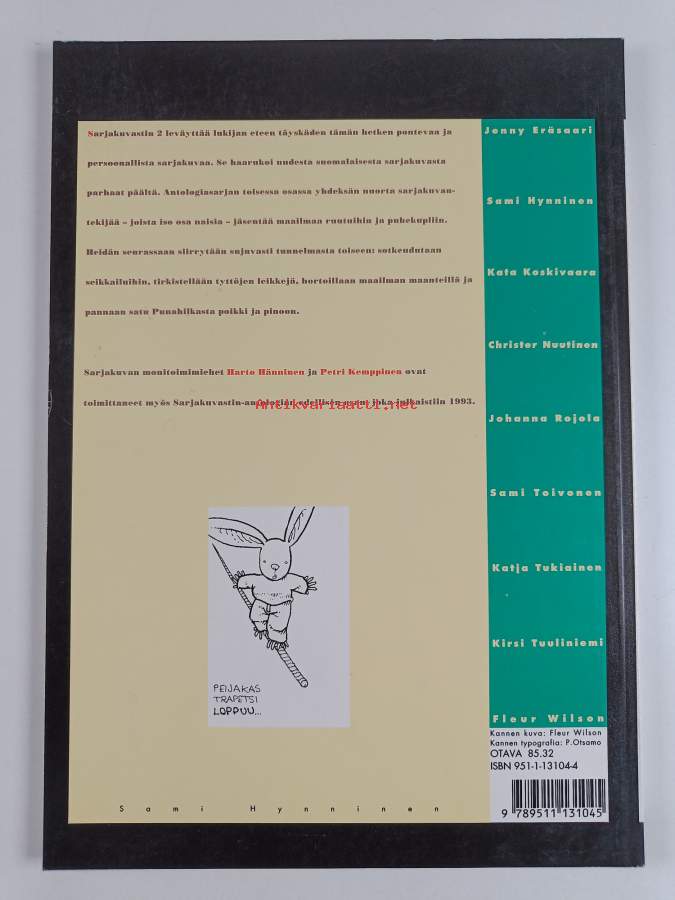 Sarjakuvastin 2 leväyttää lukijan eteen täyskäden tämän hetken pontevaa ja
persoonallista sarjakuvaa. Se haarukoi uudesta suomalaisesta sarjakuvasta
parhaat päältä. Antologiasarjan toisessa osassa yhdeksän nuorta sarjakuvan-
tekijää – joista iso osa naisia – jäsentää maailmaa ruutuihin ja puhekupliin.
Heidän seurassaan siirrytään sujuvasti tunnelmasta toiseen: sotkeudutaan
seikkailuihin, tirkistellään tyttöjen leikkejä, hortoillaan maailman maanteillä ja
pannaan satu Punahilkasta poikki ja pinoon.
Sarjakuvan monitoimimiehet Harto Hänninen ja Petri Kemppinen ovat
toimittaneet myös Sarjakuvastin-antologian edellisen osan, joka julkaistiin 1993.
Antikvariaatti.net
PEIJAKAS
TRAPETSI
LOPPUU...
Sami Hynninen
Jenny Eräsaari
Sami Hynninen
Kata Koskivaara
Christer Nuutinen
Johanna Rojola
Sami Toivonen
Katja Tukiainen
Kirsi Tuuliniemi
Fleur Wilson
Kannen kuva: Fleur Wilson
Kannen typografia: P.Otsamo
OTAVA 85.32
ISBN 951-1-13104-4
9 789511 131045